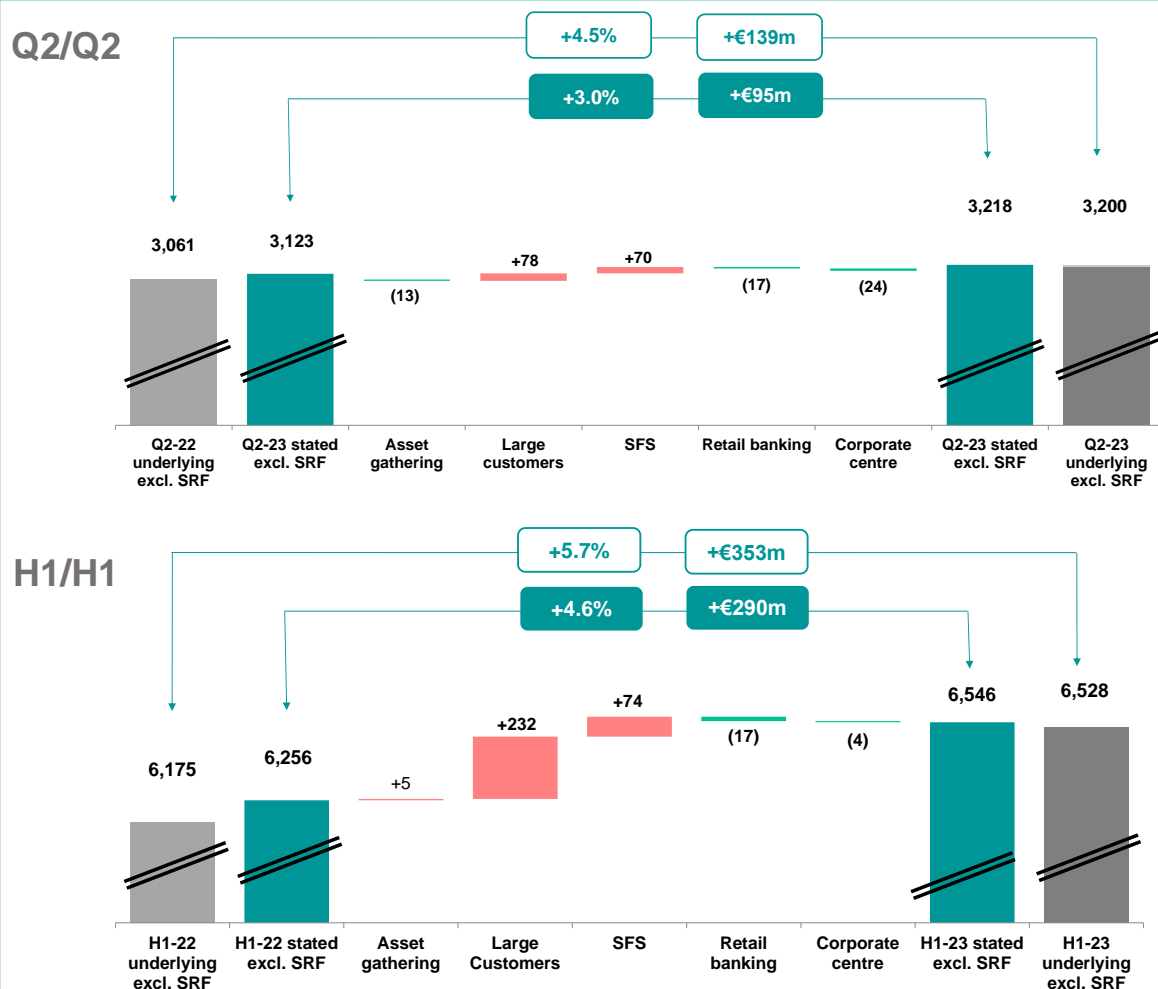 Q2/Q2
+4.5%
+€139m
+3.0%
+€95m
3,061
3,123
(13)
+78
+70
(17)
(24)
3,218
3,200
Q2-22
underlying
excl. SRF
Q2-23 stated
excl. SRF
Asset
gathering
Large
customers
SFS
Retail banking
Corporate
centre
Q2-23 stated
excl. SRF
Q2-23
underlying
excl. SRF
H1/H1
+5.7%
+€353m
+4.6%
+€290m
6,175
6,256
+5
+232
+74
(17)
(4)
6,546
6,528
H1-22
underlying
excl. SRF
H1-22 stated
excl. SRF
Asset
gathering
Large
Customers
SFS
Retail
banking
Corporate
centre
H1-23 stated
excl. SRF
H1-23
underlying
excl. SRF